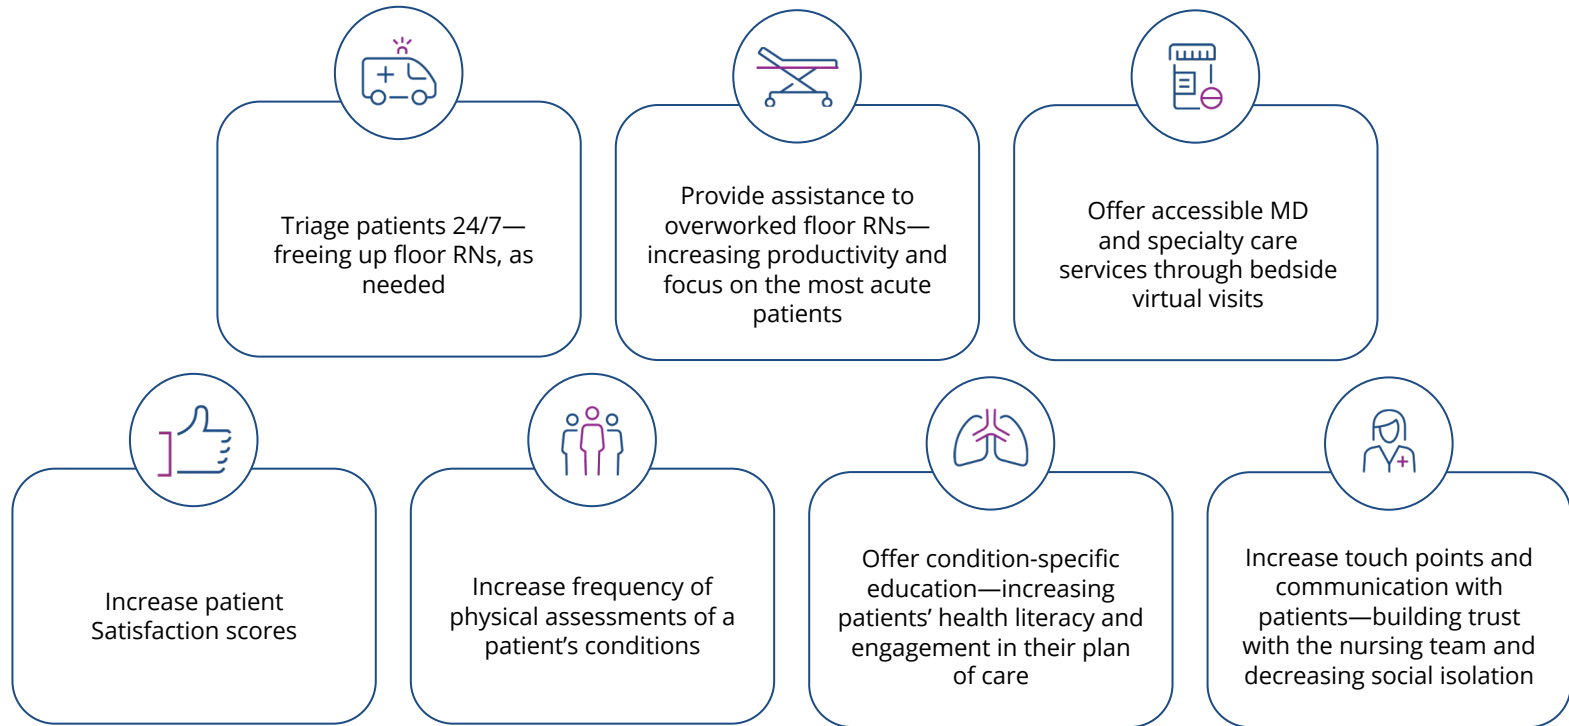 Triage patients 24/7—
freeing up floor RNs, as
needed
Provide assistance to
overworked floor RNs—
increasing productivity and
focus on the most acute
patients
Offer accessible MD
and specialty care
services through bedside
virtual visits
Increase patient
Satisfaction scores
Increase frequency of
physical assessments of a
patient’s conditions
Offer condition-specific
education—increasing
patients’ health literacy and
engagement in their plan
of care
Increase touch points and
communication with
patients—building trust
with the nursing team and
decreasing social isolation